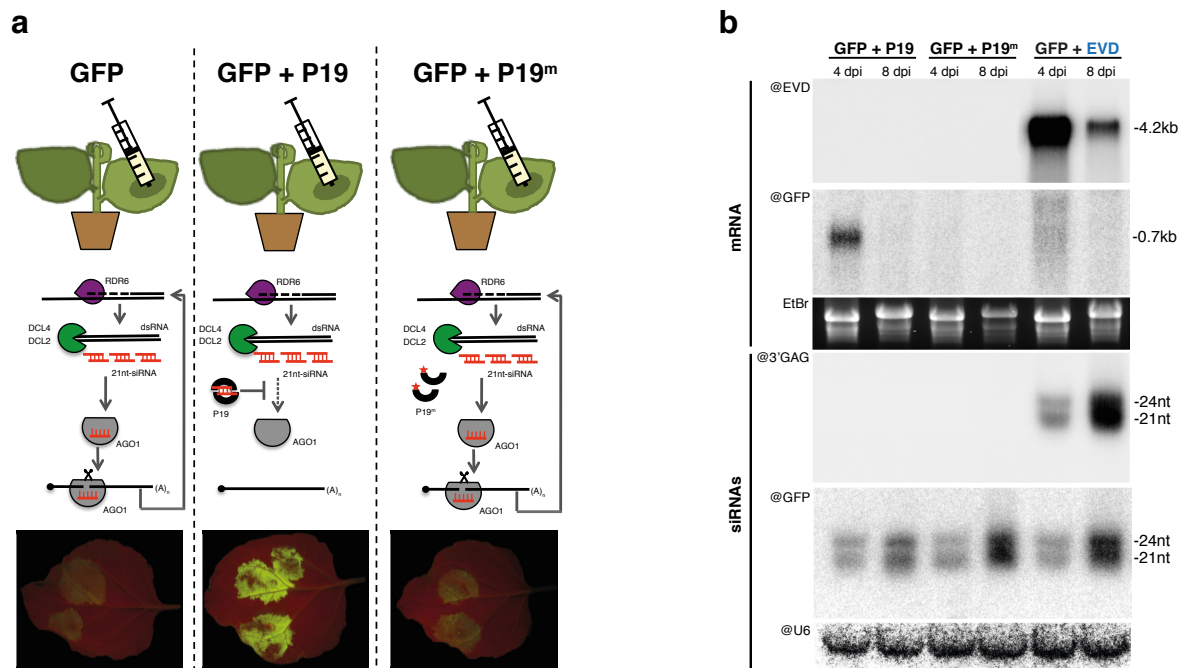 a
GFP
GFP + P19
GFP + P19ᵐ
RDR6
DCL4
DCL2
dsRNA
21nt-siRNA
AGO1
(A)n
AGO1
RDR6
DCL4
DCL2
dsRNA
21nt-siRNA
P19
AGO1
(A)n
RDR6
DCL4
DCL2
dsRNA
21nt-siRNA
P19ᵐ
AGO1
(A)n
AGO1
b
GFP + P19 GFP + P19ᵐ GFP + EVD
4 dpi 8 dpi 4 dpi 8 dpi 4 dpi 8 dpi
mRNA
@EVD
-4.2kb
@GFP
-0.7kb
EtBr
siRNAs
@3'GAG
-24nt
-21nt
@GFP
-24nt
-21nt
@U6